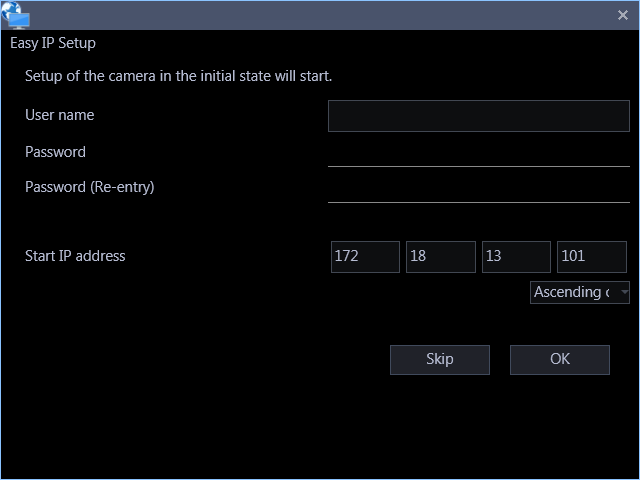 Easy IP Setup
Setup of the camera in the initial state will start.
User name
Password
Password (Re-entry)
Start IP address 172 18 13 101
Ascending
Skip OK